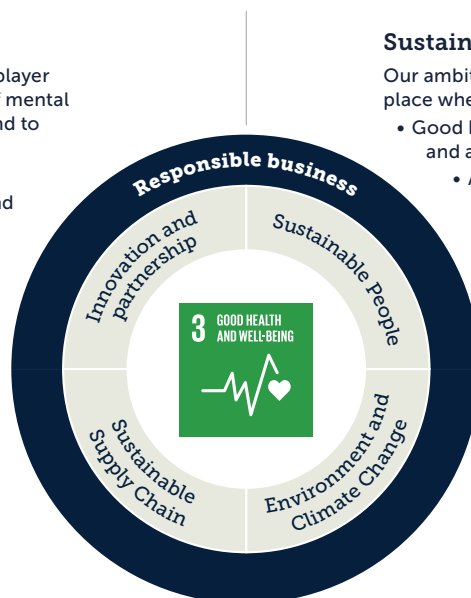 player
mental
nd to
nd
Sustain
Our ambit
place whe
• Good
and a
•
Responsible business
Innovation and
partnership
Sustainable People
3 GOOD HEALTH
AND WELL-BEING
Sustainable
Supply Chain
Environment and
Climate Change